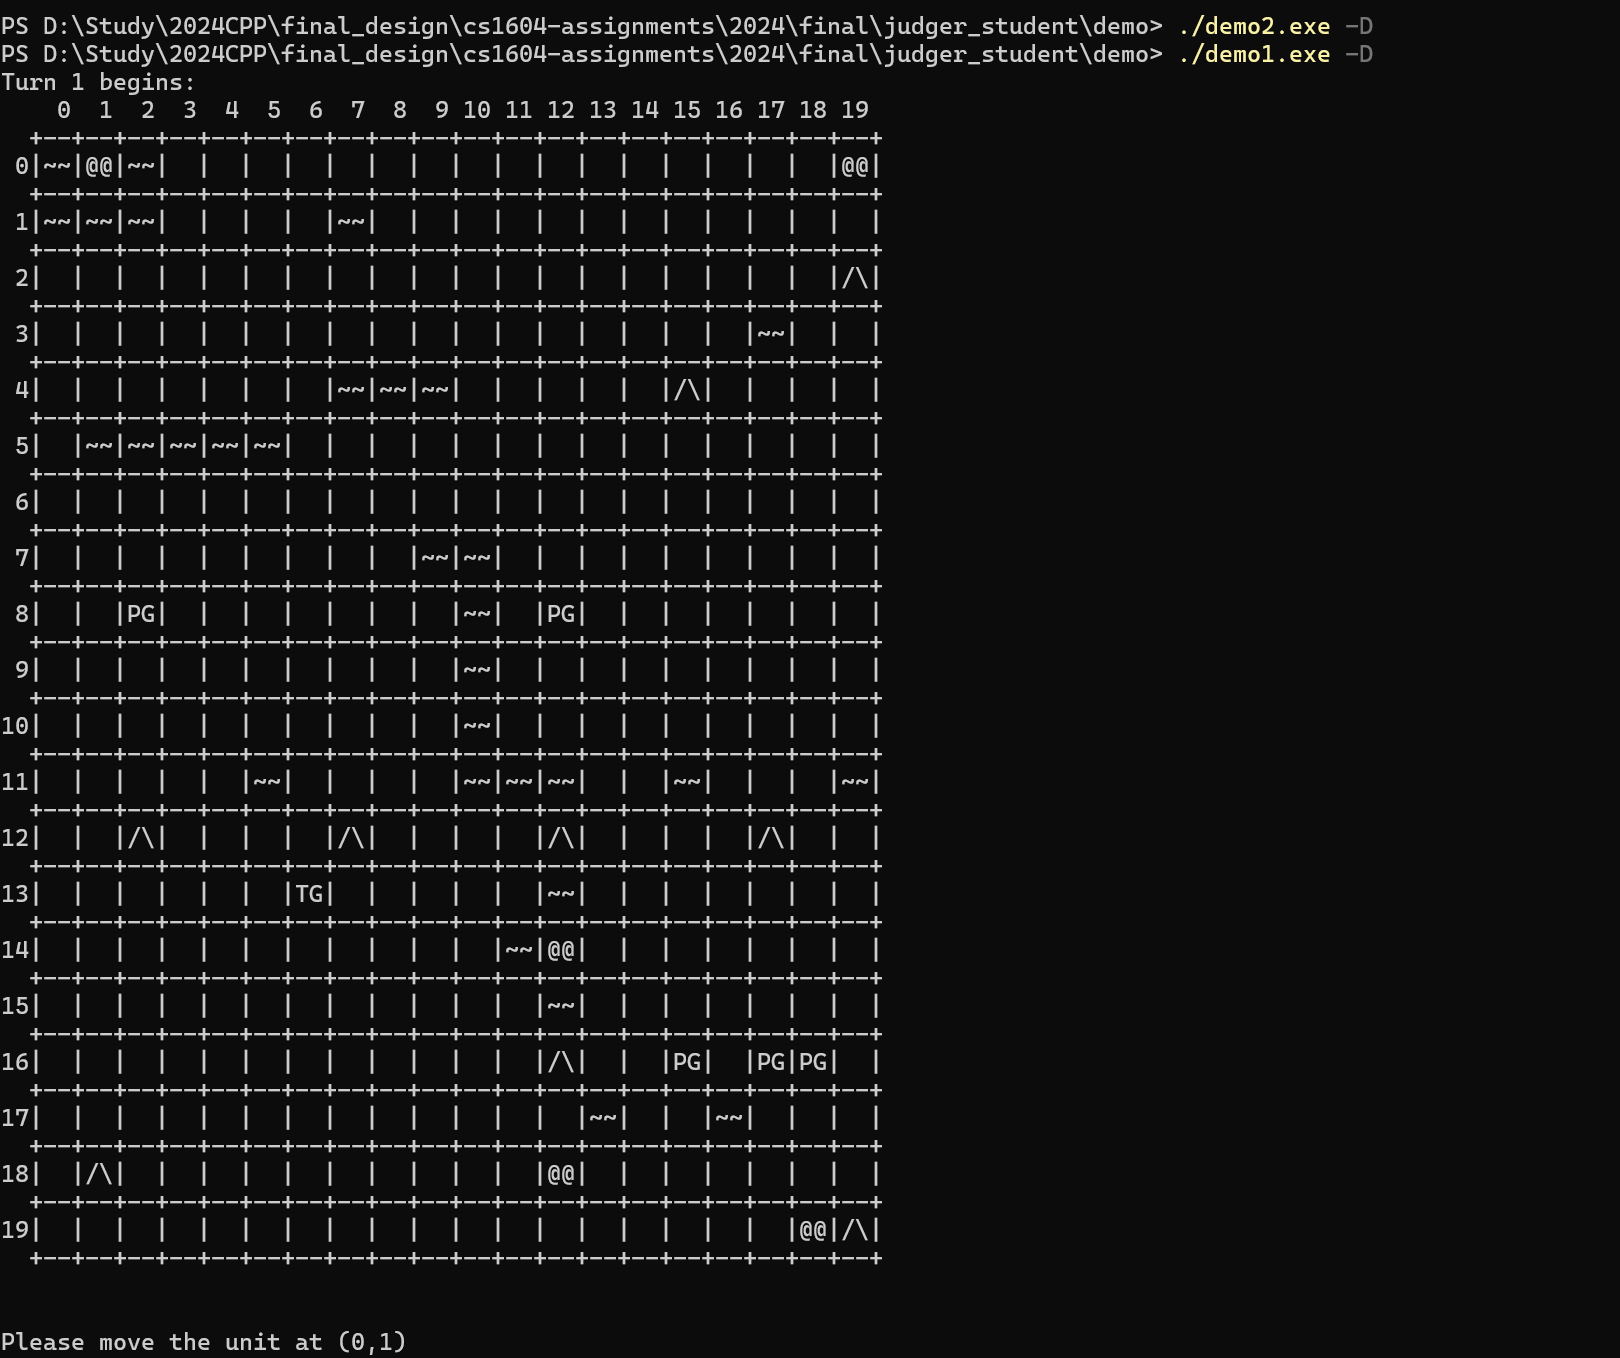 PS D:\Study\2024CPP\final_design\cs1604-assignments\2024\final\judger_student\demo> ./demo2.exe -D
PS D:\Study\2024CPP\final_design\cs1604-assignments\2024\final\judger_student\demo> ./demo1.exe -D
Turn 1 begins:
    0  1  2  3  4  5  6  7  8  9 10 11 12 13 14 15 16 17 18 19
  +--+--+--+--+--+--+--+--+--+--+--+--+--+--+--+--+--+--+--+--+
 0|~~|@@|~~|  |  |  |  |  |  |  |  |  |  |  |  |  |  |  |  |@@|
  +--+--+--+--+--+--+--+--+--+--+--+--+--+--+--+--+--+--+--+--+
 1|~~|~~|~~|  |  |  |  |~~|  |  |  |  |  |  |  |  |  |  |  |  |
  +--+--+--+--+--+--+--+--+--+--+--+--+--+--+--+--+--+--+--+--+
 2|  |  |  |  |  |  |  |  |  |  |  |  |  |  |  |  |  |  |  |/\|
  +--+--+--+--+--+--+--+--+--+--+--+--+--+--+--+--+--+--+--+--+
 3|  |  |  |  |  |  |  |  |  |  |  |  |  |  |  |  |  |~~|  |  |
  +--+--+--+--+--+--+--+--+--+--+--+--+--+--+--+--+--+--+--+--+
 4|  |  |  |  |  |  |  |~~|~~|~~|  |  |  |  |  |/\|  |  |  |  |
  +--+--+--+--+--+--+--+--+--+--+--+--+--+--+--+--+--+--+--+--+
 5|  |~~|~~|~~|~~|~~|  |  |  |  |  |  |  |  |  |  |  |  |  |  |
  +--+--+--+--+--+--+--+--+--+--+--+--+--+--+--+--+--+--+--+--+
 6|  |  |  |  |  |  |  |  |  |  |  |  |  |  |  |  |  |  |  |  |
  +--+--+--+--+--+--+--+--+--+--+--+--+--+--+--+--+--+--+--+--+
 7|  |  |  |  |  |  |  |  |  |~~|~~|  |  |  |  |  |  |  |  |  |
  +--+--+--+--+--+--+--+--+--+--+--+--+--+--+--+--+--+--+--+--+
 8|  |  |PG|  |  |  |  |  |  |  |~~|  |PG|  |  |  |  |  |  |  |
  +--+--+--+--+--+--+--+--+--+--+--+--+--+--+--+--+--+--+--+--+
 9|  |  |  |  |  |  |  |  |  |  |~~|  |  |  |  |  |  |  |  |  |
  +--+--+--+--+--+--+--+--+--+--+--+--+--+--+--+--+--+--+--+--+
10|  |  |  |  |  |  |  |  |  |  |~~|  |  |  |  |  |  |  |  |  |
  +--+--+--+--+--+--+--+--+--+--+--+--+--+--+--+--+--+--+--+--+
11|  |  |  |  |  |~~|  |  |  |  |~~|~~|~~|  |  |~~|  |  |  |~~|
  +--+--+--+--+--+--+--+--+--+--+--+--+--+--+--+--+--+--+--+--+
12|  |  |/\|  |  |  |  |/\|  |  |  |  |/\|  |  |  |  |/\|  |  |
  +--+--+--+--+--+--+--+--+--+--+--+--+--+--+--+--+--+--+--+--+
13|  |  |  |  |  |  |TG|  |  |  |  |  |~~|  |  |  |  |  |  |  |
  +--+--+--+--+--+--+--+--+--+--+--+--+--+--+--+--+--+--+--+--+
14|  |  |  |  |  |  |  |  |  |  |  |~~|@@|  |  |  |  |  |  |  |
  +--+--+--+--+--+--+--+--+--+--+--+--+--+--+--+--+--+--+--+--+
15|  |  |  |  |  |  |  |  |  |  |  |  |~~|  |  |  |  |  |  |  |
  +--+--+--+--+--+--+--+--+--+--+--+--+--+--+--+--+--+--+--+--+
16|  |  |  |  |  |  |  |  |  |  |  |  |/\|  |  |PG|  |PG|PG|  |
  +--+--+--+--+--+--+--+--+--+--+--+--+--+--+--+--+--+--+--+--+
17|  |  |  |  |  |  |  |  |  |  |  |  |  |~~|  |  |~~|  |  |  |
  +--+--+--+--+--+--+--+--+--+--+--+--+--+--+--+--+--+--+--+--+
18|  |/\|  |  |  |  |  |  |  |  |  |  |@@|  |  |  |  |  |  |  |
  +--+--+--+--+--+--+--+--+--+--+--+--+--+--+--+--+--+--+--+--+
19|  |  |  |  |  |  |  |  |  |  |  |  |  |  |  |  |  |  |@@|/\|
  +--+--+--+--+--+--+--+--+--+--+--+--+--+--+--+--+--+--+--+--+
Please move the unit at (0,1)